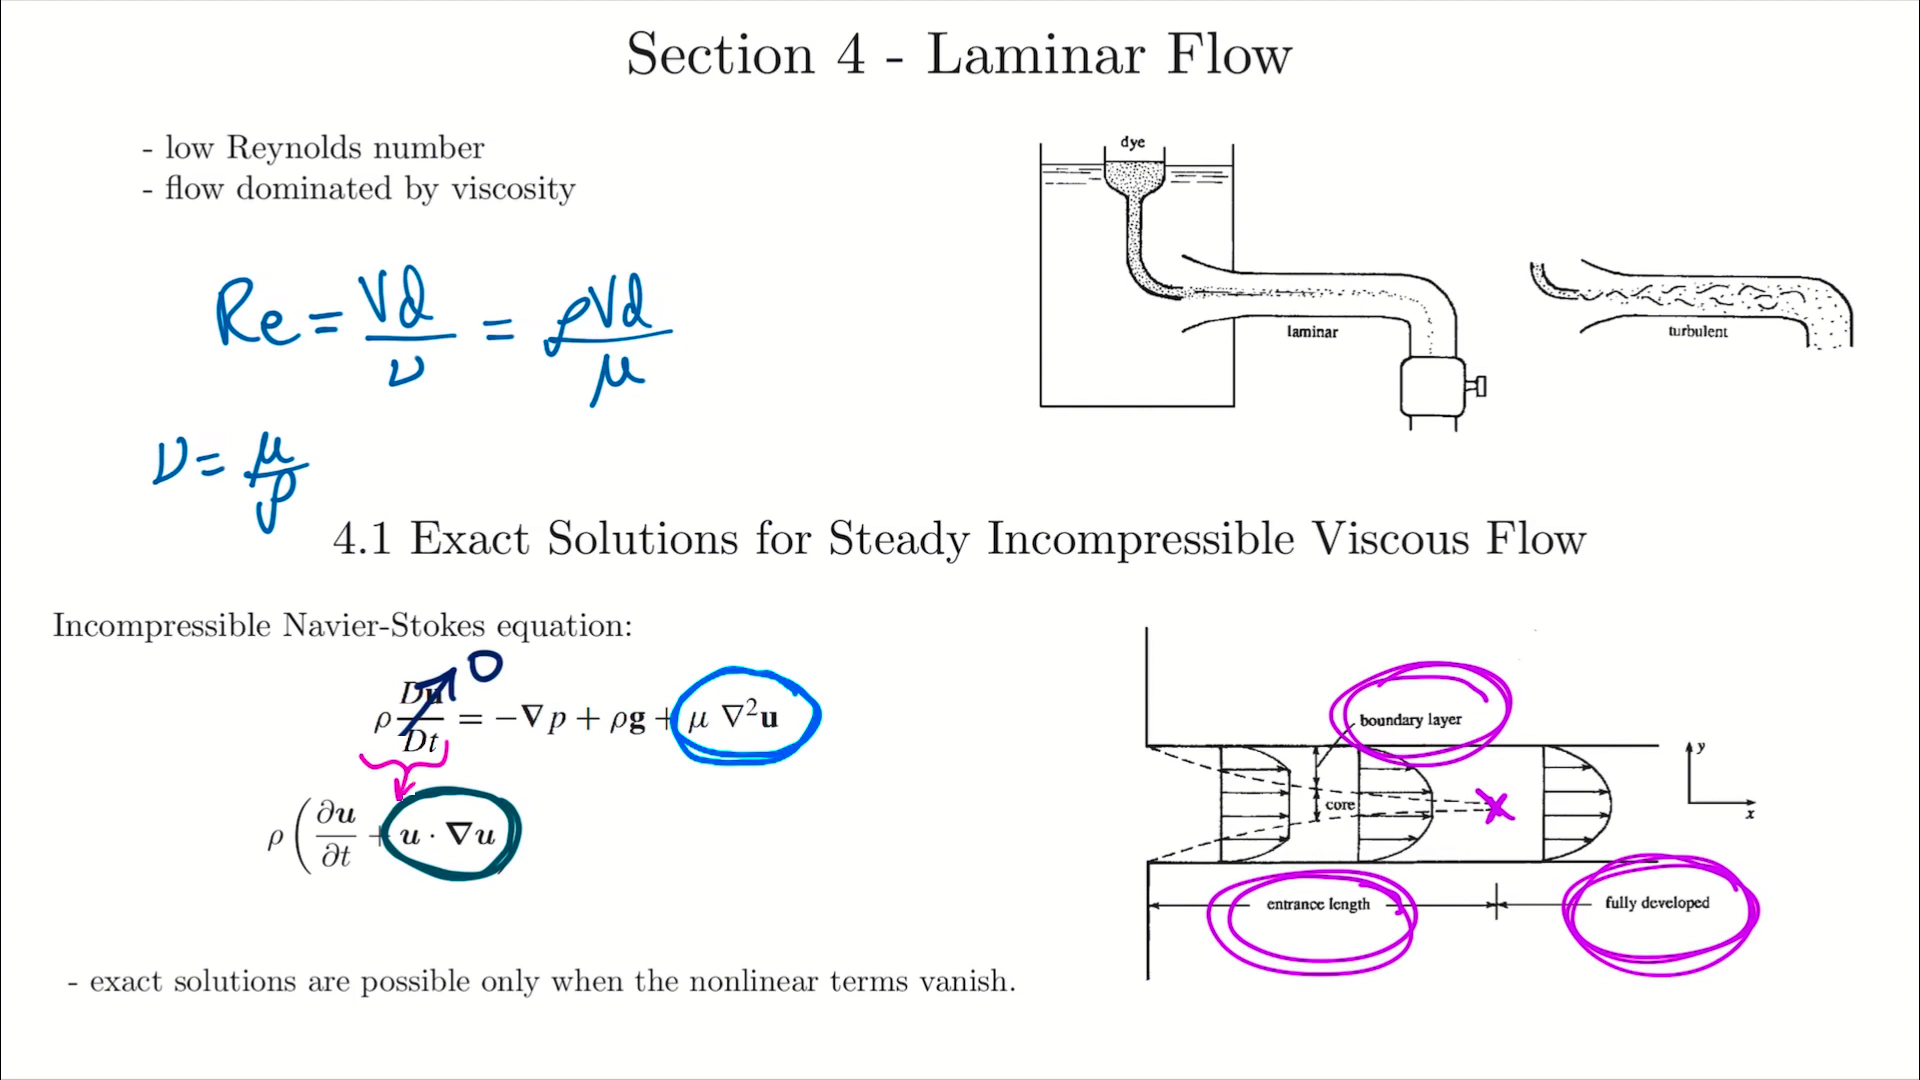 Section 4 - Laminar Flow
- low Reynolds number
- flow dominated by viscosity
Re = Vd/ν = ρVd/μ
ν = μ/ρ
dye
laminar
turbulent
4.1 Exact Solutions for Steady Incompressible Viscous Flow
Incompressible Navier-Stokes equation:
0
ρ Du/Dt = −∇p + ρg + μ ∇²u
ρ ( ∂u/∂t + u · ∇u
boundary layer
core
y
x
entrance length
fully developed
- exact solutions are possible only when the nonlinear terms vanish.